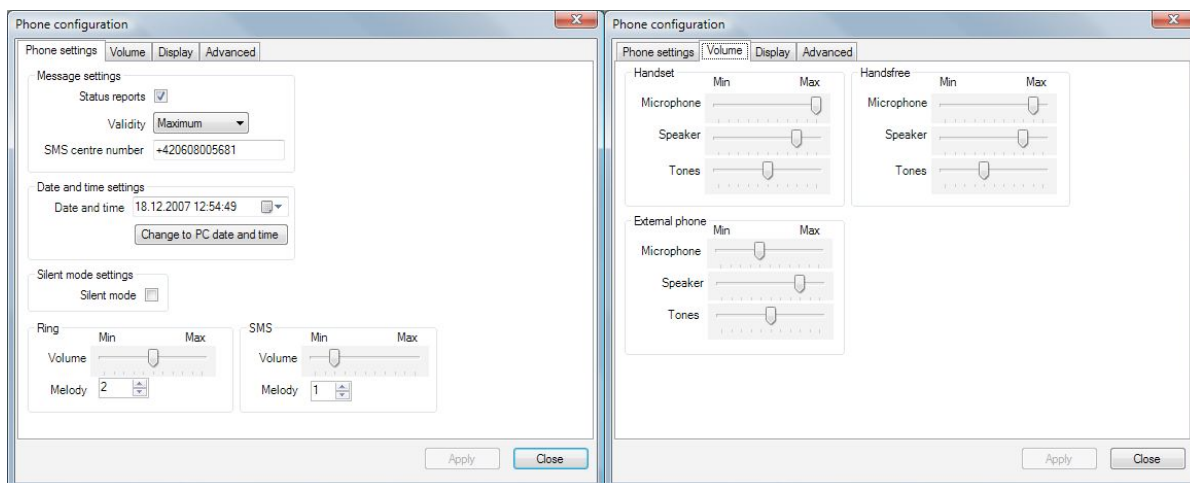 Phone configuration
Phone settings Volume Display Advanced
Message settings
Status reports
Validity Maximum
SMS centre number +420608005681
Date and time settings
Date and time 18.12.2007 12:54:49
Change to PC date and time
Silent mode settings
Silent mode
Ring
Min Max
Volume
Melody 2
SMS
Min Max
Volume
Melody 1
Apply Close
Phone configuration
Phone settings Volume Display Advanced
Handset
Min Max
Microphone
Speaker
Tones
Handsfree
Min Max
Microphone
Speaker
Tones
External phone
Min Max
Microphone
Speaker
Tones
Apply Close